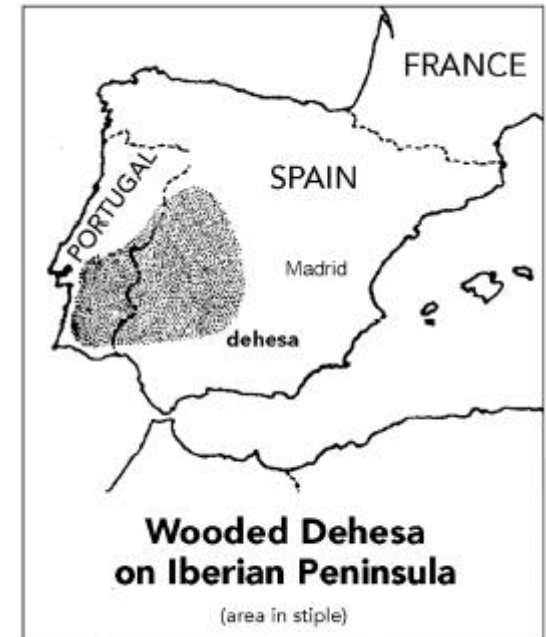 FRANCE
PORTUGAL
SPAIN
Madrid
dehesa
Wooded Dehesa
on Iberian Peninsula
(area in stiple)